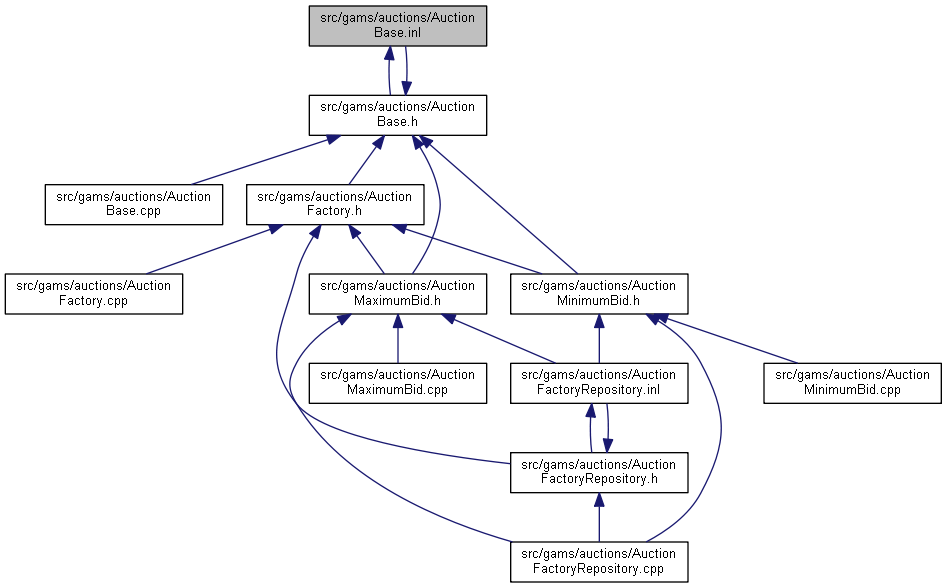 src/gams/auctions/Auction
Base.inl
src/gams/auctions/Auction
Base.h
src/gams/auctions/Auction
Base.cpp
src/gams/auctions/Auction
Factory.h
src/gams/auctions/Auction
Factory.cpp
src/gams/auctions/Auction
MaximumBid.h
src/gams/auctions/Auction
MinimumBid.h
src/gams/auctions/Auction
MaximumBid.cpp
src/gams/auctions/Auction
FactoryRepository.inl
src/gams/auctions/Auction
MinimumBid.cpp
src/gams/auctions/Auction
FactoryRepository.h
src/gams/auctions/Auction
FactoryRepository.cpp